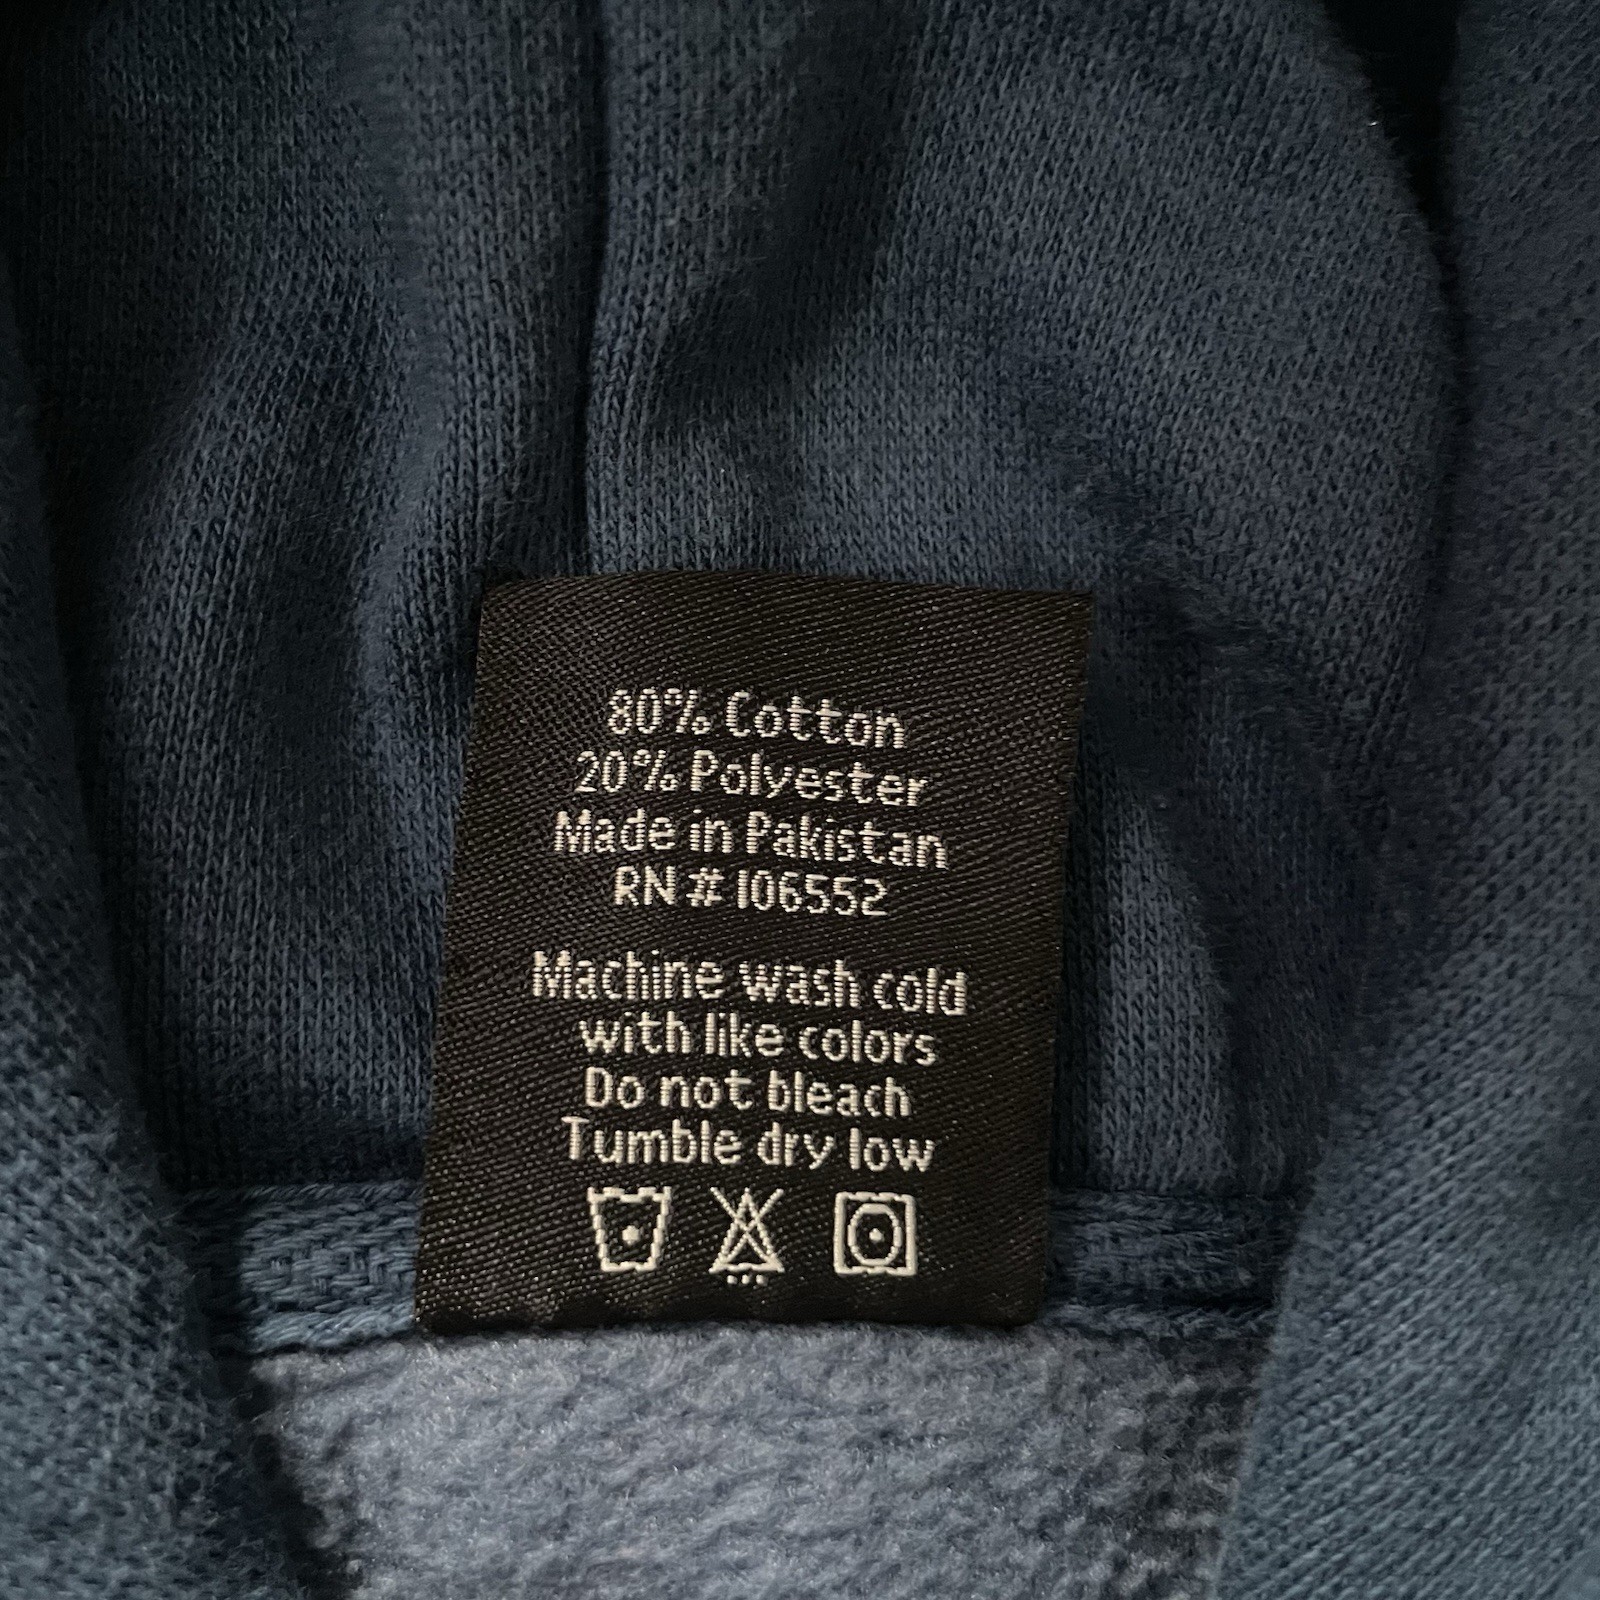 80% Cotton
20% Polyester
Made in Pakistan
RN # 106552
Machine wash cold
with like colors
Do not bleach
Tumble dry low